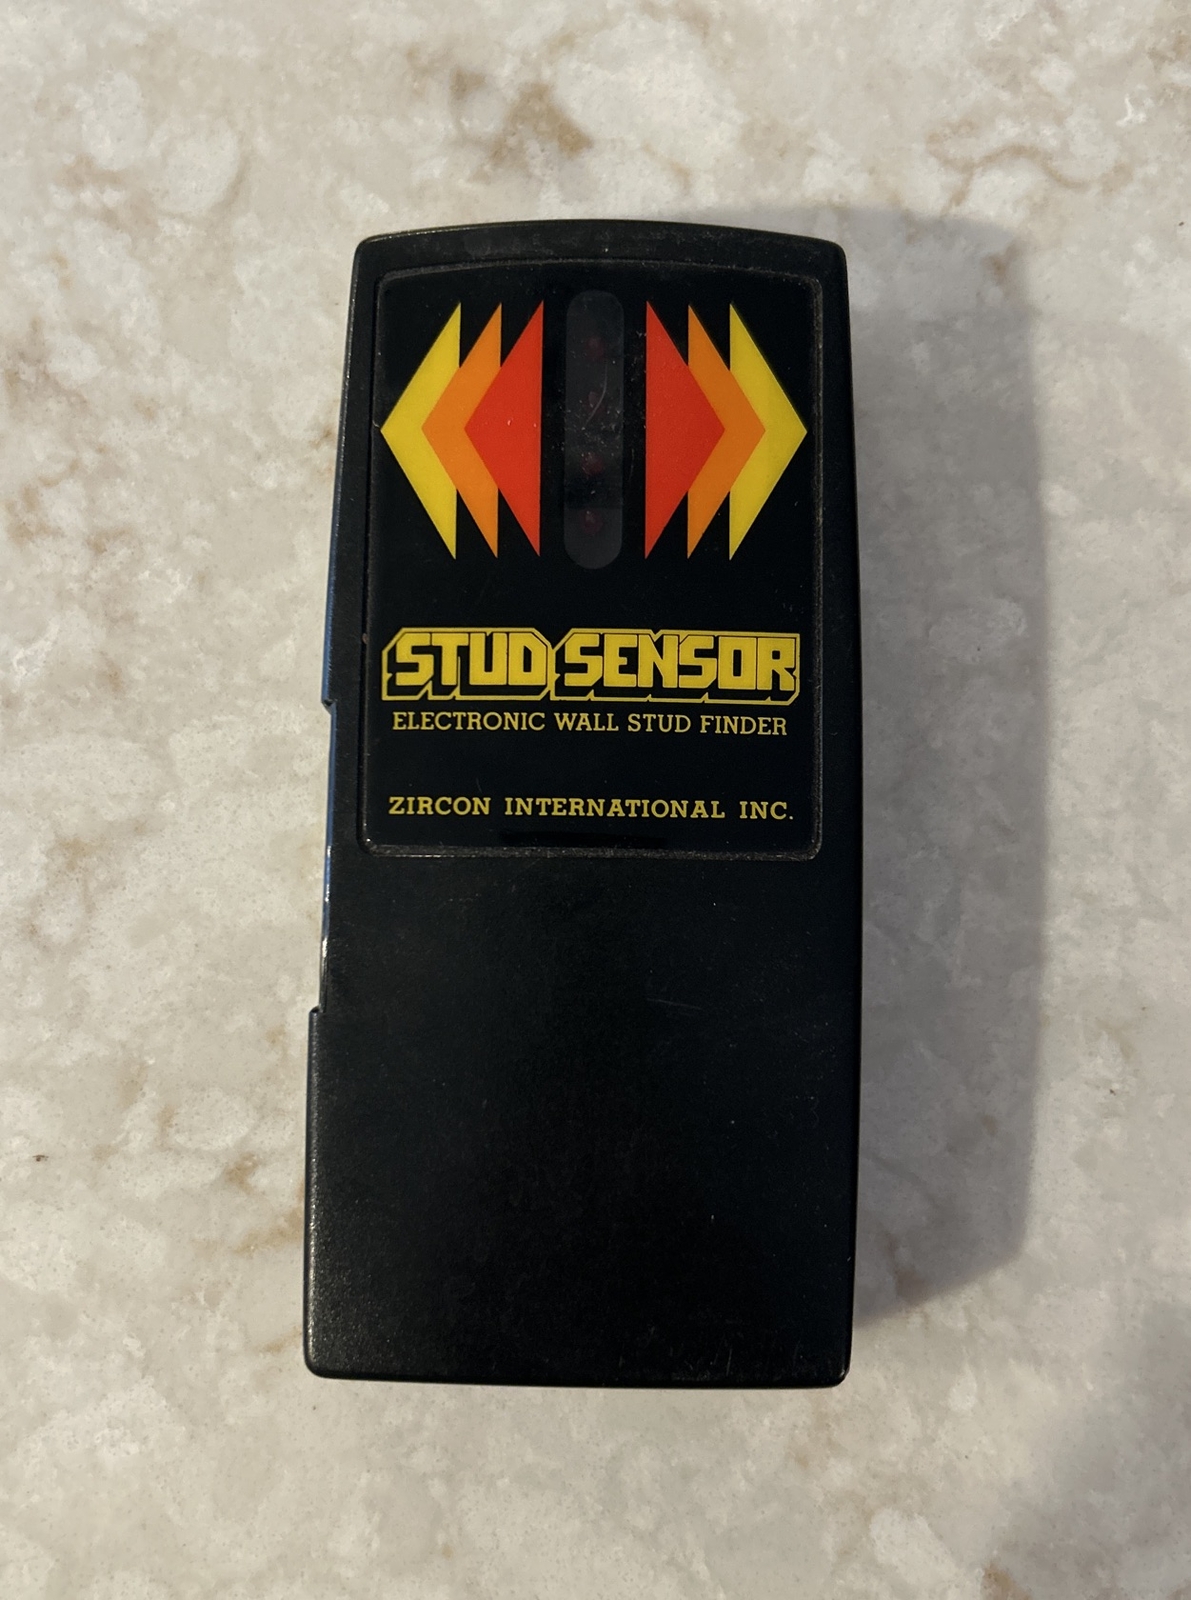 STUD SENSOR
ELECTRONIC WALL STUD FINDER
ZIRCON INTERNATIONAL INC.